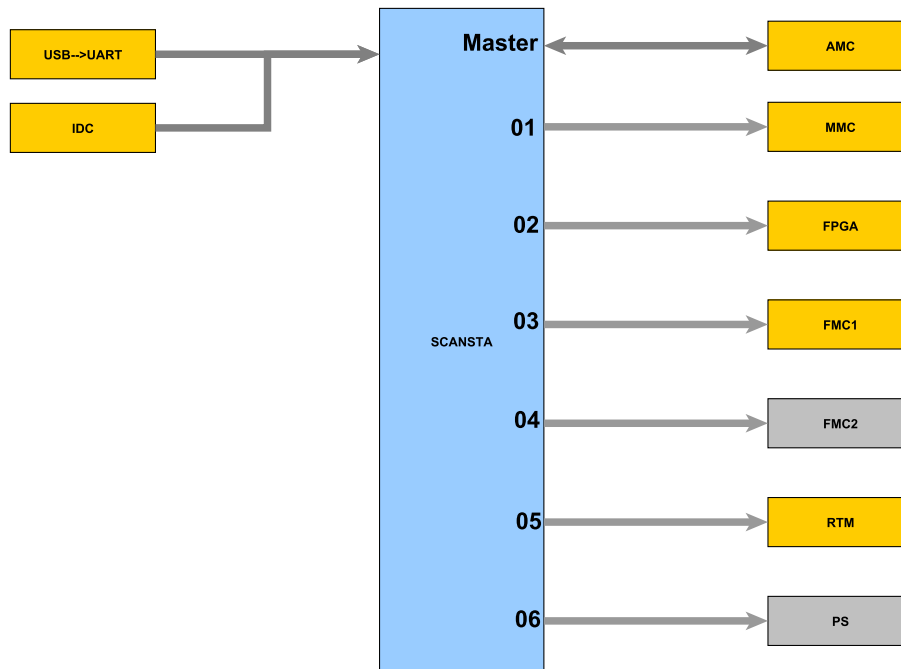 USB-->UART
IDC
SCANSTA
Master
01
02
03
04
05
06
AMC
MMC
FPGA
FMC1
FMC2
RTM
PS